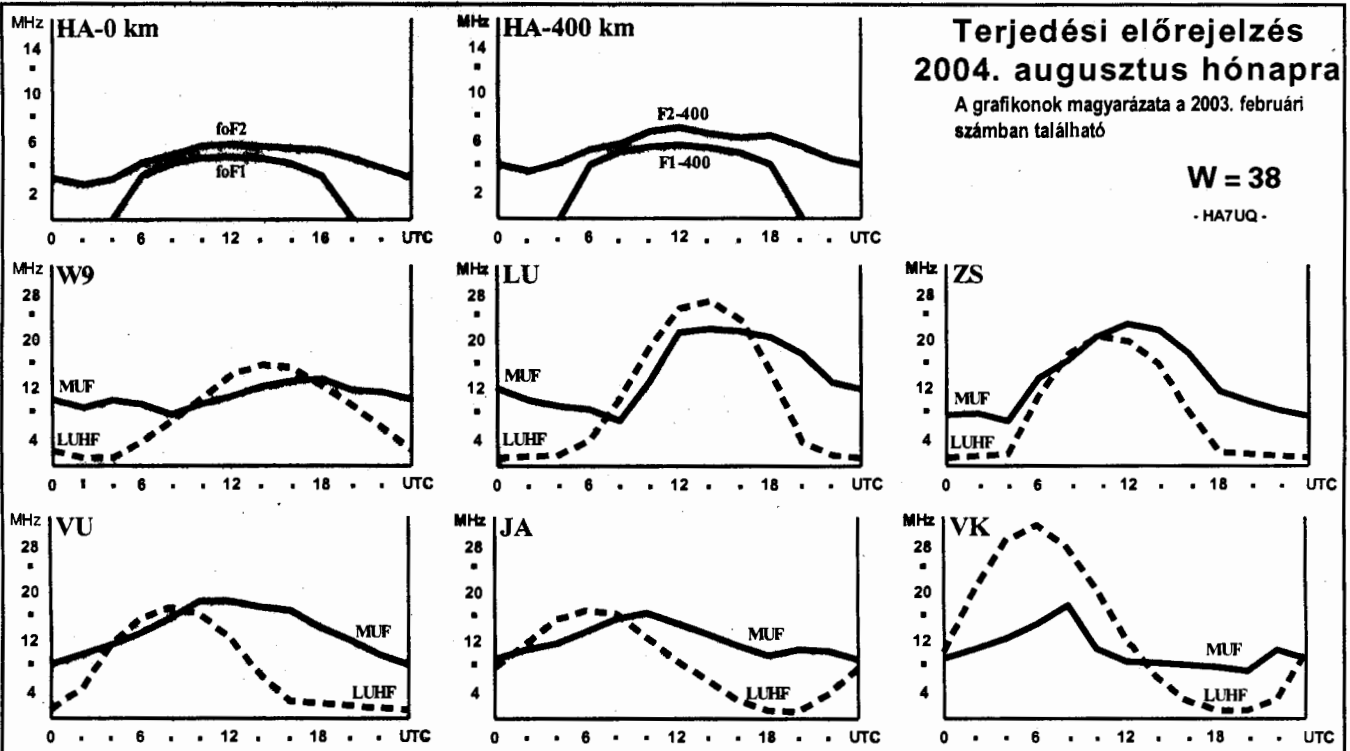 Terjedési előrejelzés
2004. augusztus hónapra
A grafikonok magyarázata a 2003. februári
számban található
W = 38
- HA7UQ -
MHz
HA-0 km
14
10
6
2
foF2
foF1
0 6 12 16 UTC
MHz
HA-400 km
14
10
6
2
F2-400
F1-400
0 6 12 18 UTC
MHz
W9
28
20
12
4
MUF
LUHF
0 6 12 18 UTC
MHz
LU
28
20
12
4
MUF
LUHF
0 6 12 18 UTC
MHz
ZS
28
20
12
4
MUF
LUHF
0 6 12 18 UTC
MHz
VU
28
20
12
4
MUF
LUHF
0 6 12 18 UTC
MHz
JA
28
20
12
4
MUF
LUHF
0 6 12 18 UTC
MHz
VK
28
20
12
4
MUF
LUHF
0 6 12 18 UTC